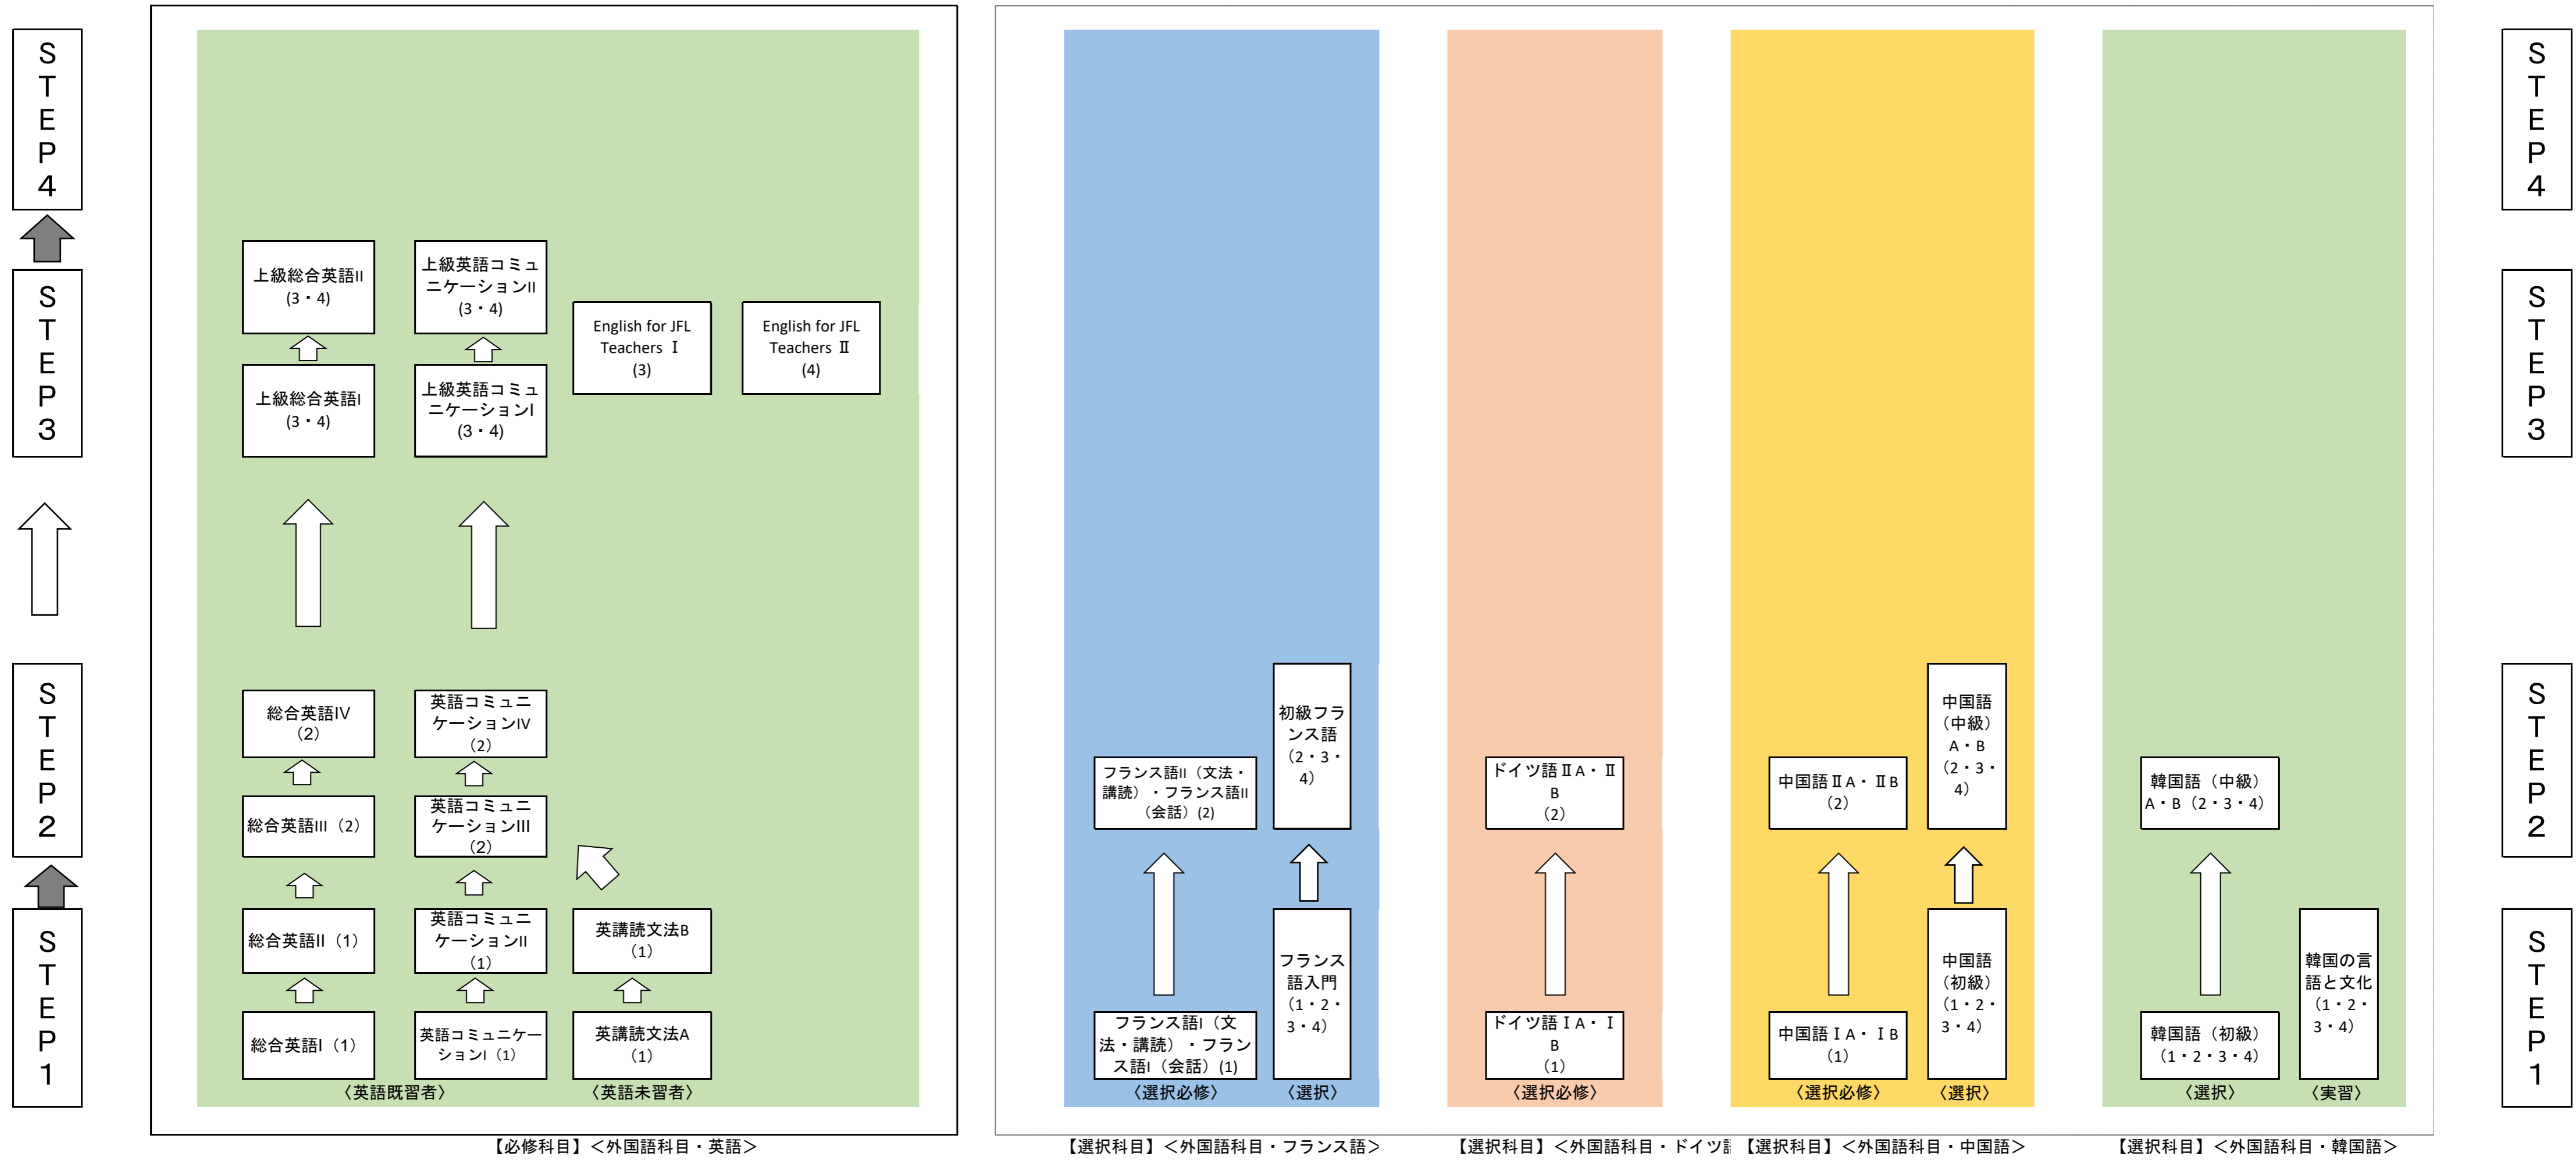 STEP4
STEP3
STEP2
STEP1
上級総合英語II
(3・4)
上級英語コミュ
ニケーションII
(3・4)
English for JFL
Teachers Ⅰ
(3)
English for JFL
Teachers Ⅱ
(4)
上級総合英語I
(3・4)
上級英語コミュ
ニケーションI
(3・4)
総合英語IV
（2）
英語コミュニ
ケーションIV
（2）
総合英語III（2）
英語コミュニ
ケーションIII
（2）
総合英語II（1）
英語コミュニ
ケーションII
（1）
英講読文法B
（1）
総合英語I（1）
英語コミュニケー
ションI（1）
英講読文法A
（1）
〈英語既習者〉
〈英語未習者〉
【必修科目】＜外国語科目・英語＞
初級フラ
ンス語
（2・3・
4）
フランス語II（文法・
講読）・フランス語II
（会話）(2)
フランス
語入門
（1・2・
3・4）
フランス語I（文
法・講読）・フラン
ス語I（会話）(1)
〈選択必修〉
〈選択〉
【選択科目】＜外国語科目・フランス語＞
ドイツ語ⅡA・Ⅱ
B
（2）
ドイツ語ⅠA・Ⅰ
B
（1）
〈選択必修〉
【選択科目】＜外国語科目・ドイツ
中国語
（中級）
A・B
（2・3・
4）
中国語ⅡA・ⅡB
（2）
中国語
（初級）
（1・2・
3・4）
中国語ⅠA・ⅠB
（1）
〈選択必修〉
〈選択〉
【選択科目】＜外国語科目・中国語＞
韓国語（中級）
A・B（2・3・4）
韓国の言
語と文化
（1・2・
3・4）
韓国語（初級）
（1・2・3・4）
〈選択〉
〈実習〉
【選択科目】＜外国語科目・韓国語＞
STEP4
STEP3
STEP2
STEP1